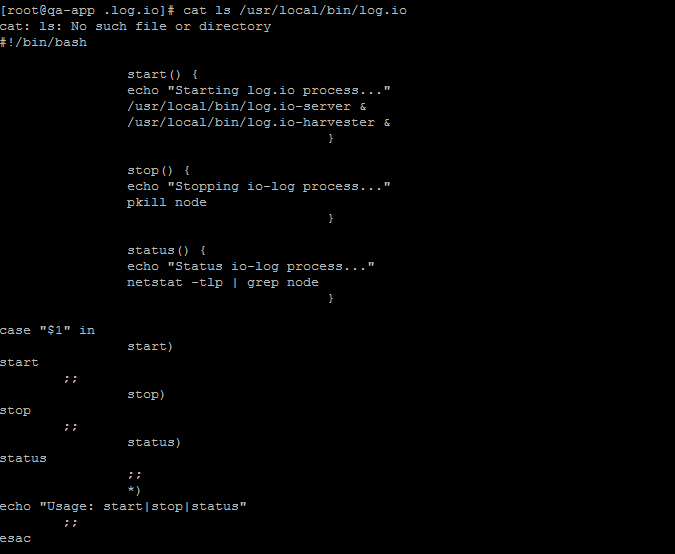 [root@qa-app .log.io]# cat ls /usr/local/bin/log.io
cat: ls: No such file or directory
#!/bin/bash
start() {
echo "Starting log.io process..."
/usr/local/bin/log.io-server &
/usr/local/bin/log.io-harvester &
}
stop() {
echo "Stopping io-log process..."
pkill node
}
status() {
echo "Status io-log process..."
netstat -tlp | grep node
}
case "$1" in
start)
start
;;
stop)
stop
;;
status)
status
;;
*)
echo "Usage: start|stop|status"
;;
esac